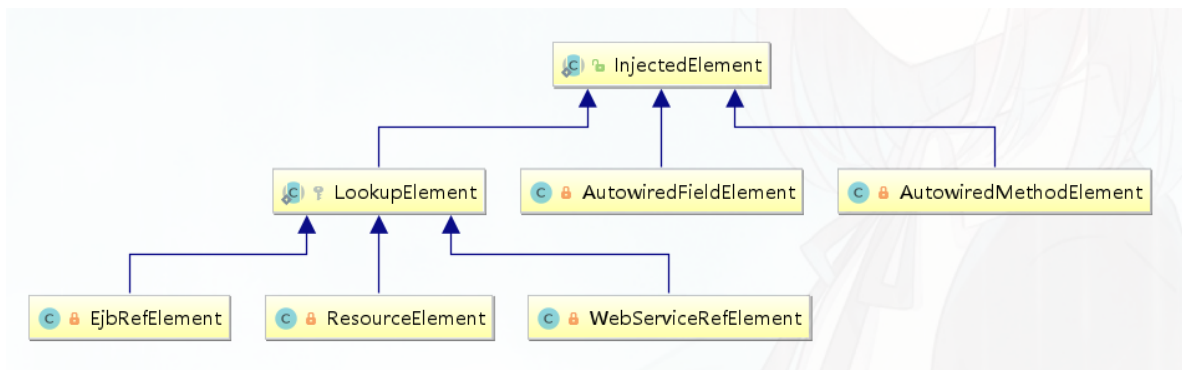 InjectedElement
LookupElement
AutowiredFieldElement
AutowiredMethodElement
EjbRefElement
ResourceElement
WebServiceRefElement